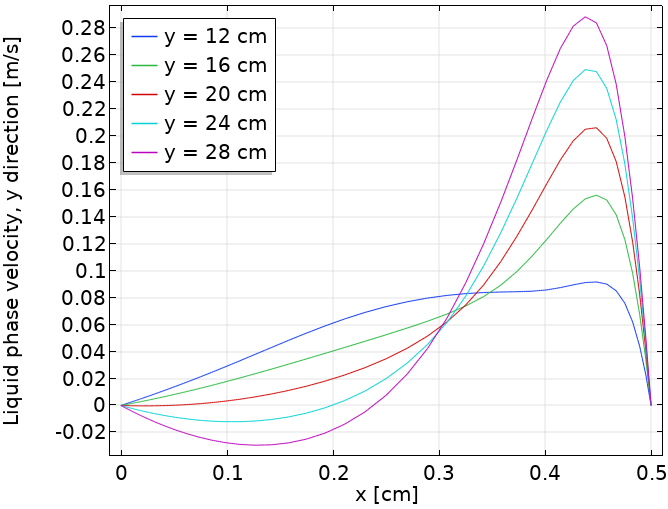 Liquid phase velocity, y direction [m/s]
0.28
0.26
0.24
0.22
0.2
0.18
0.16
0.14
0.12
0.1
0.08
0.06
0.04
0.02
0
-0.02
y = 12 cm
y = 16 cm
y = 20 cm
y = 24 cm
y = 28 cm
0 0.1 0.2 0.3 0.4 0.5
x [cm]